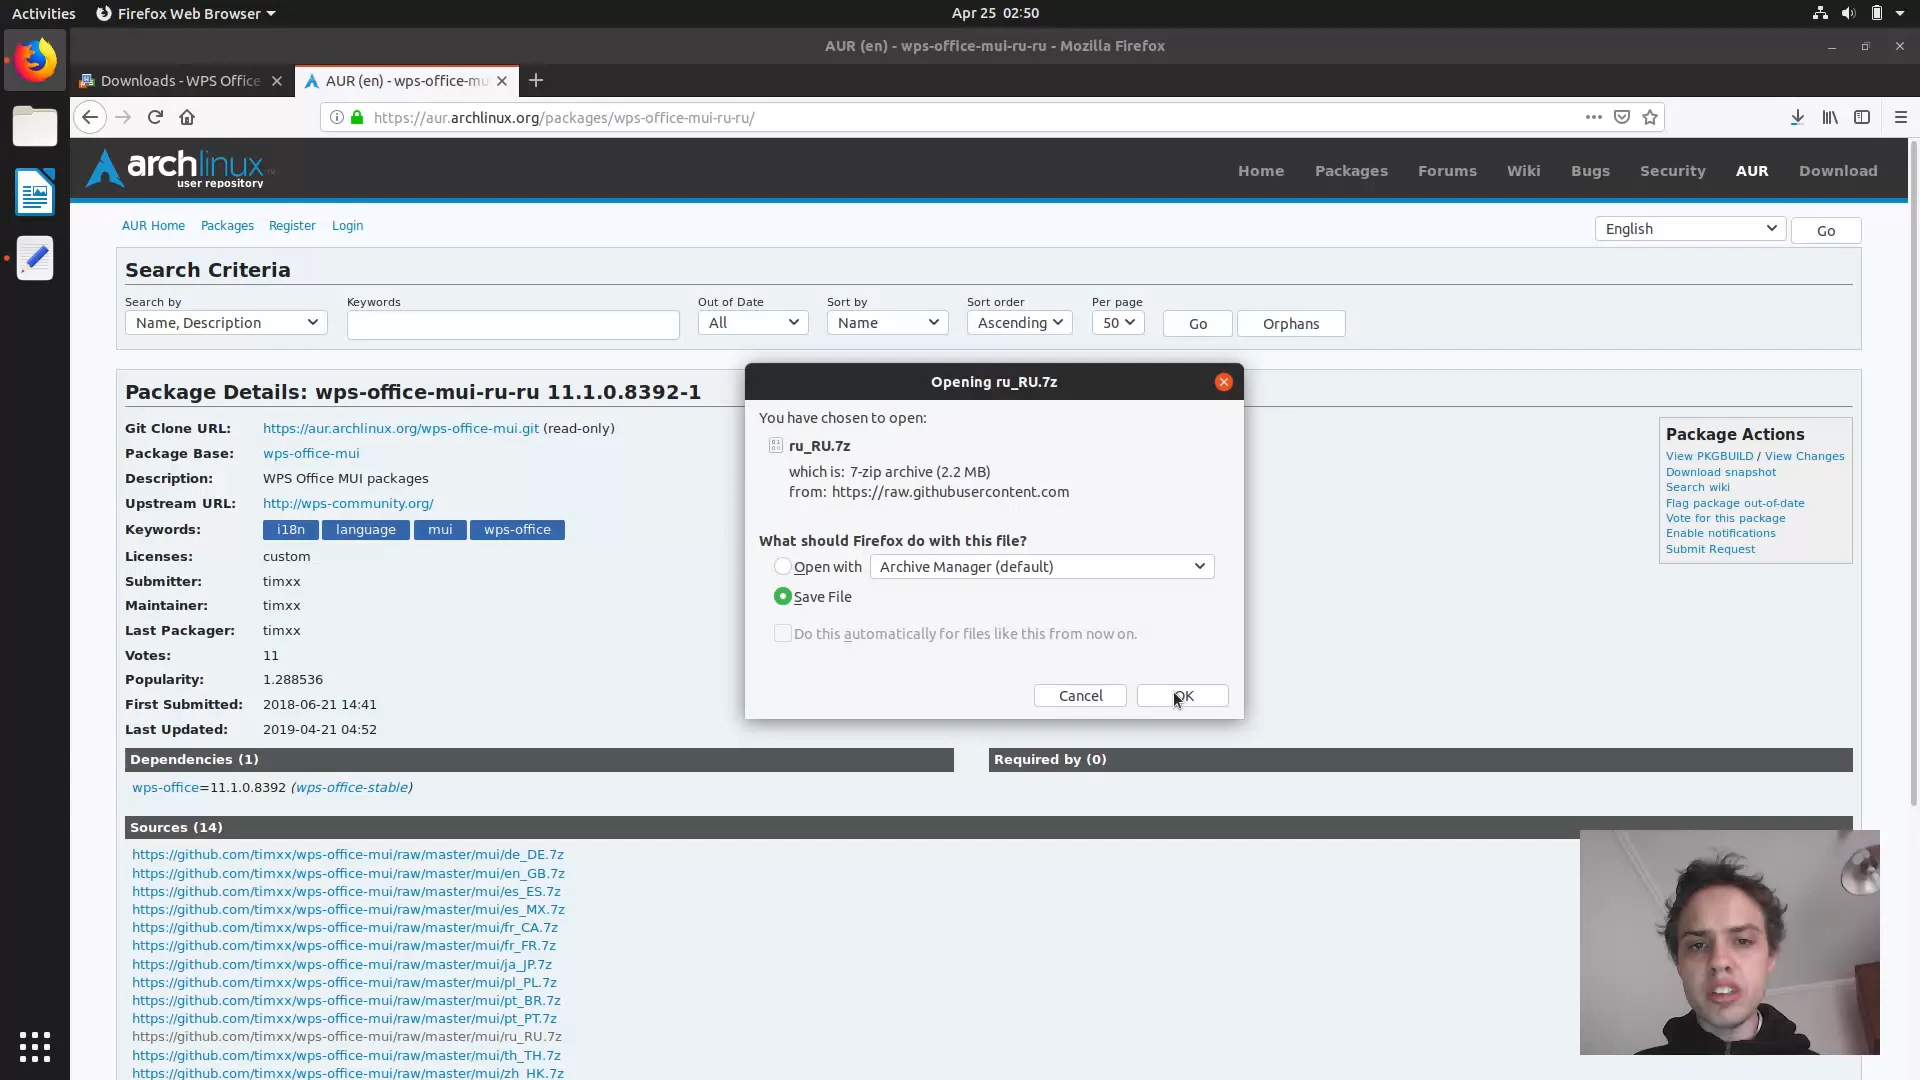 Activities
Firefox Web Browser
Apr 25 02:50
AUR (en) - wps-office-mui-ru-ru - Mozilla Firefox
Downloads - WPS Office
AUR (en) - wps-office-mu
https://aur.archlinux.org/packages/wps-office-mui-ru-ru/
archlinux
user repository
Home
Packages
Forums
Wiki
Bugs
Security
AUR
Download
AUR Home
Packages
Register
Login
English
Go
Search Criteria
Search by
Keywords
Out of Date
Sort by
Sort order
Per page
Name, Description
All
Name
Ascending
50
Go
Orphans
Package Details: wps-office-mui-ru-ru 11.1.0.8392-1
Git Clone URL: https://aur.archlinux.org/wps-office-mui.git (read-only)
Package Base: wps-office-mui
Description: WPS Office MUI packages
Upstream URL: http://wps-community.org/
Keywords: i18n language mui wps-office
Licenses: custom
Submitter: timxx
Maintainer: timxx
Last Packager: timxx
Votes: 11
Popularity: 1.288536
First Submitted: 2018-06-21 14:41
Last Updated: 2019-04-21 04:52
Package Actions
View PKGBUILD / View Changes
Download snapshot
Search wiki
Flag package out-of-date
Vote for this package
Enable notifications
Submit Request
Opening ru_RU.7z
You have chosen to open:
ru_RU.7z
which is: 7-zip archive (2.2 MB)
from: https://raw.githubusercontent.com
What should Firefox do with this file?
Open with
Archive Manager (default)
Save File
Do this automatically for files like this from now on.
Cancel
OK
Dependencies (1)
Required by (0)
wps-office=11.1.0.8392 (wps-office-stable)
Sources (14)
https://github.com/timxx/wps-office-mui/raw/master/mui/de_DE.7z
https://github.com/timxx/wps-office-mui/raw/master/mui/en_GB.7z
https://github.com/timxx/wps-office-mui/raw/master/mui/es_ES.7z
https://github.com/timxx/wps-office-mui/raw/master/mui/es_MX.7z
https://github.com/timxx/wps-office-mui/raw/master/mui/fr_CA.7z
https://github.com/timxx/wps-office-mui/raw/master/mui/fr_FR.7z
https://github.com/timxx/wps-office-mui/raw/master/mui/ja_JP.7z
https://github.com/timxx/wps-office-mui/raw/master/mui/pl_PL.7z
https://github.com/timxx/wps-office-mui/raw/master/mui/pt_BR.7z
https://github.com/timxx/wps-office-mui/raw/master/mui/pt_PT.7z
https://github.com/timxx/wps-office-mui/raw/master/mui/ru_RU.7z
https://github.com/timxx/wps-office-mui/raw/master/mui/th_TH.7z
https://github.com/timxx/wps-office-mui/raw/master/mui/zh_HK.7z